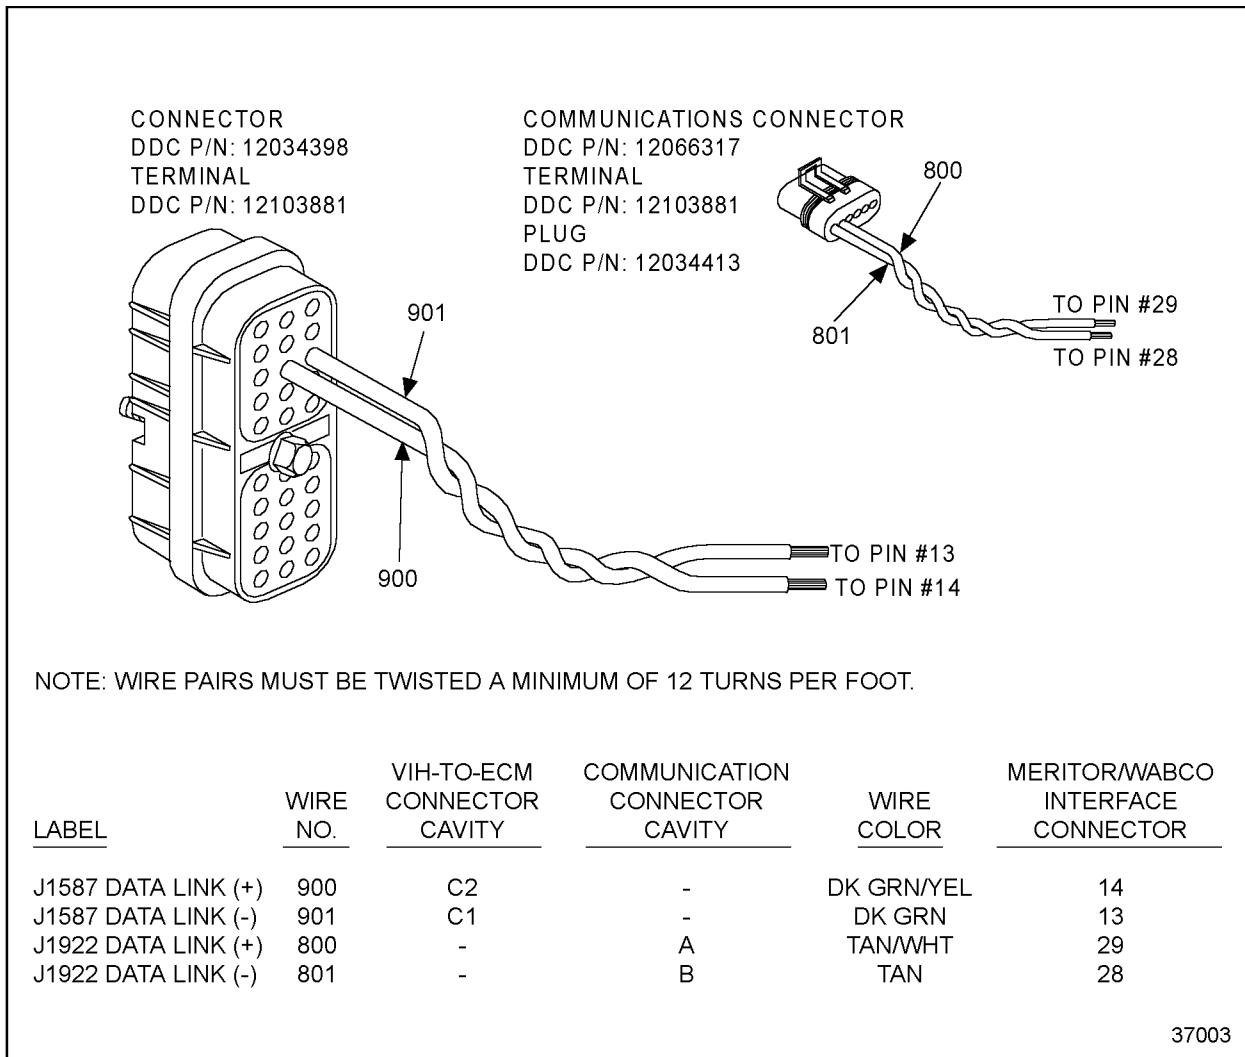 CONNECTOR
DDC P/N: 12034398
TERMINAL
DDC P/N: 12103881
COMMUNICATIONS CONNECTOR
DDC P/N: 12066317
TERMINAL
DDC P/N: 12103881
PLUG
DDC P/N: 12034413
800
801
TO PIN #29
TO PIN #28
901
900
TO PIN #13
TO PIN #14
NOTE: WIRE PAIRS MUST BE TWISTED A MINIMUM OF 12 TURNS PER FOOT.
LABEL WIRE NO. VIH-TO-ECM CONNECTOR CAVITY COMMUNICATION CONNECTOR CAVITY WIRE COLOR MERITOR/WABCO INTERFACE CONNECTOR
J1587 DATA LINK (+) 900 C2 - DK GRN/YEL 14
J1587 DATA LINK (-) 901 C1 - DK GRN 13
J1922 DATA LINK (+) 800 - A TAN/WHT 29
J1922 DATA LINK (-) 801 - B TAN 28
37003